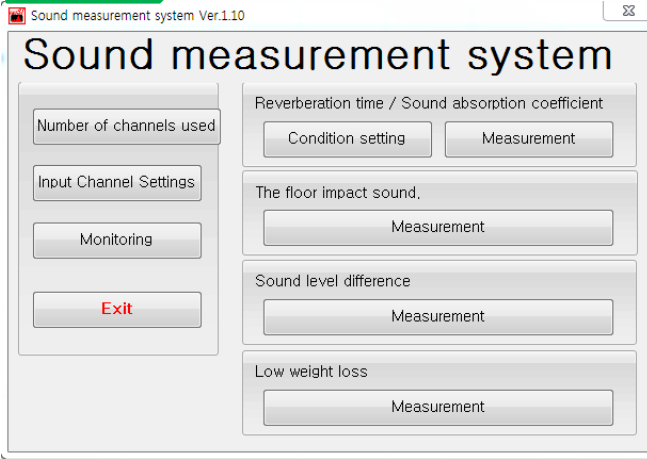 Sound measurement system Ver.1.10
Sound measurement system
Number of channels used
Input Channel Settings
Monitoring
Exit
Reverberation time / Sound absorption coefficient
Condition setting
Measurement
The floor impact sound,
Measurement
Sound level difference
Measurement
Low weight loss
Measurement